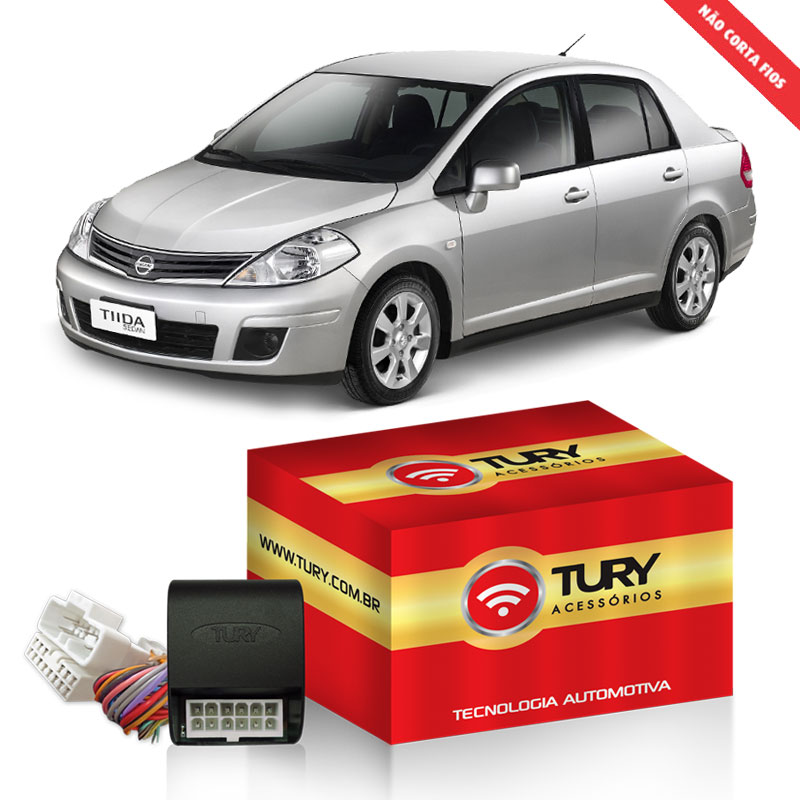 NÃO CORTA FIOS
TIIDA
SEDAN
TURY
ACESSÓRIOS
WWW.TURY.COM.BR
TURY
ACESSÓRIOS
TURY
TECNOLOGIA AUTOMOTIVA